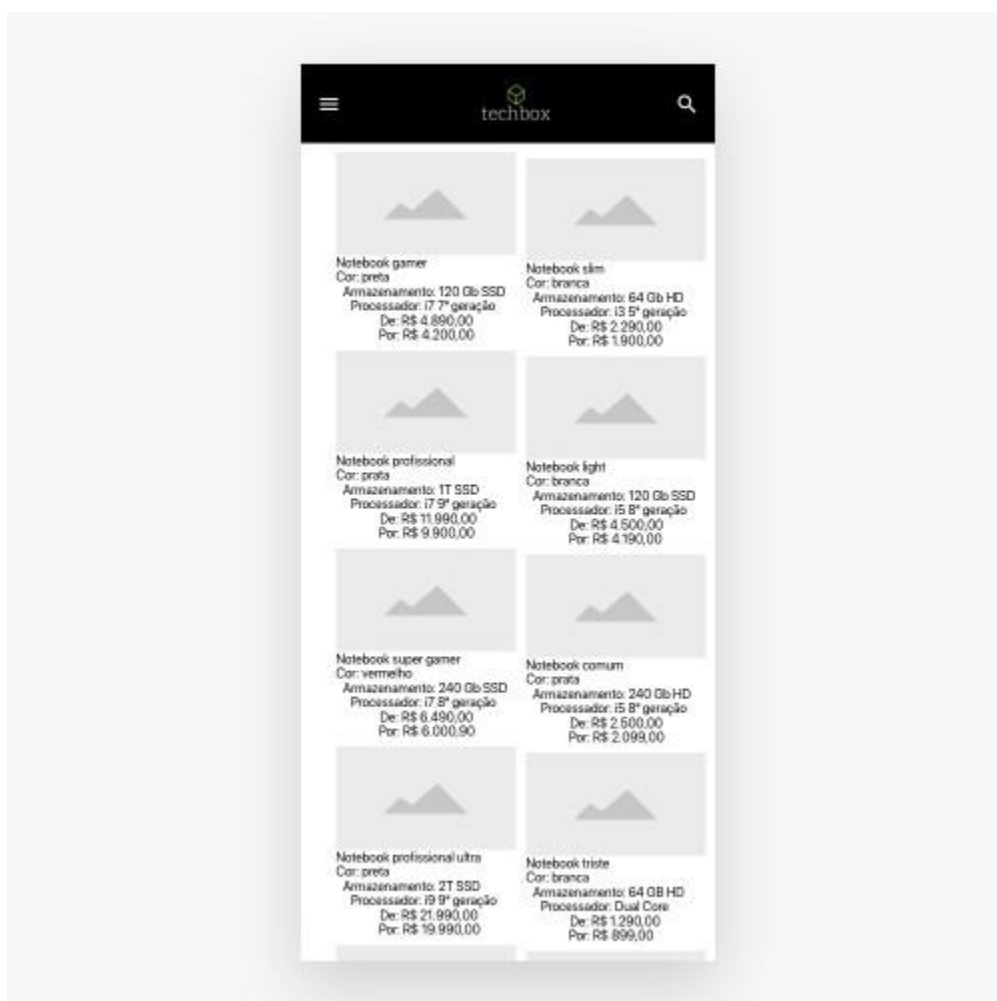 techbox
Notebook gamer
Cor: preta
Armazenamento: 120 Gb SSD
Processador: i7 7ª geração
De: R$ 4.890,00
Por: R$ 4.200,00
Notebook slim
Cor: branca
Armazenamento: 64 Gb HD
Processador: i3 5ª geração
De: R$ 2.290,00
Por: R$ 1.900,00
Notebook profissional
Cor: prata
Armazenamento: 1T SSD
Processador: i7 9ª geração
De: R$ 11.990,00
Por: R$ 9.900,00
Notebook light
Cor: branca
Armazenamento: 120 Gb SSD
Processador: i5 8ª geração
De: R$ 4.500,00
Por: R$ 4.190,00
Notebook super gamer
Cor: vermelho
Armazenamento: 240 Gb SSD
Processador: i7 8ª geração
De: R$ 6.490,00
Por: R$ 6.000,90
Notebook comum
Cor: prata
Armazenamento: 240 Gb HD
Processador: i5 8ª geração
De: R$ 2.500,00
Por: R$ 2.099,00
Notebook profissional ultra
Cor: preta
Armazenamento: 2T SSD
Processador: i9 9ª geração
De: R$ 21.990,00
Por: R$ 19.990,00
Notebook triste
Cor: branca
Armazenamento: 64 GB HD
Processador: Dual Core
De: R$ 1.290,00
Por: R$ 899,00